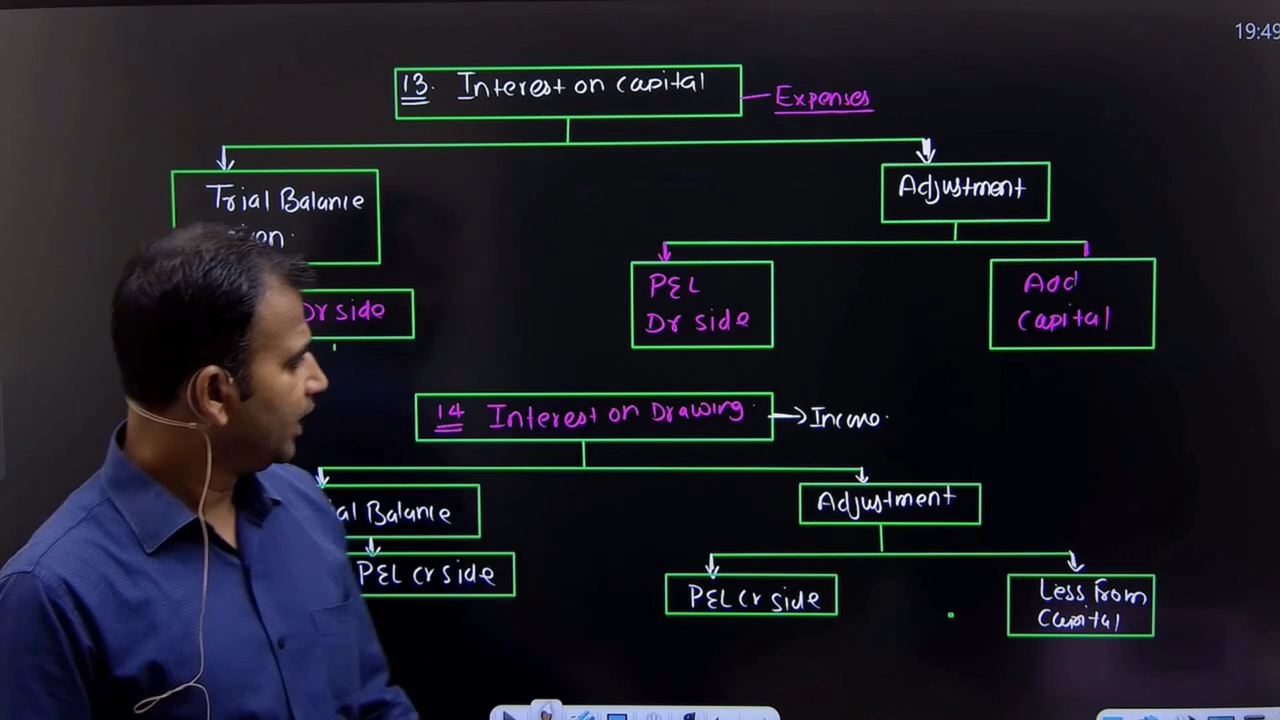 19:49
13. Interest on capital
Expenses
Trial Balance
Adjustment
P&L
Dr side
Add
Capital
Dr side
14 Interest on Drawing
Income.
Balance
Adjustment
P&L cr side
P&L cr side
Less From
Capital